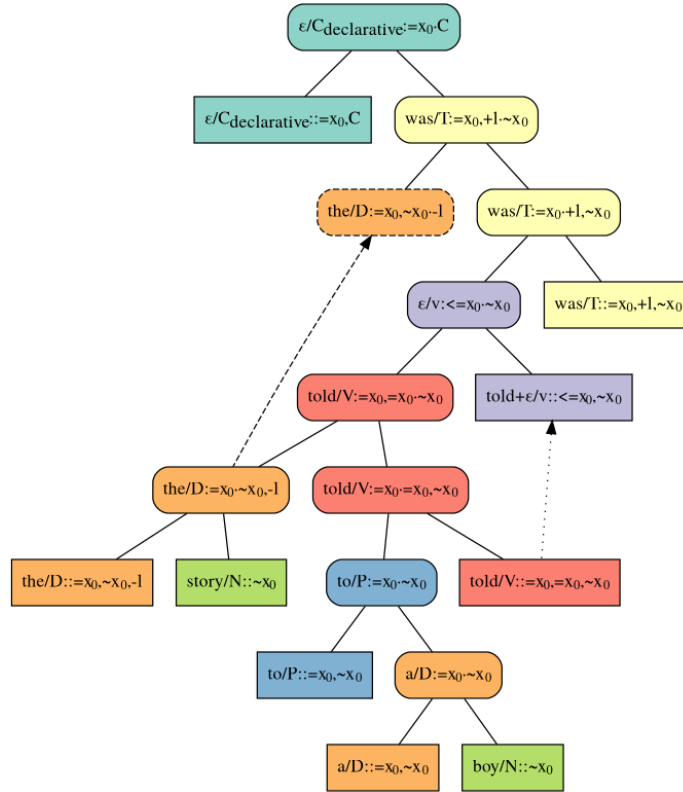 ε/C_declarative:=x₀·C
ε/C_declarative::=x₀,C
was/T:=x₀,+l·~x₀
the/D:=x₀,~x₀·-l
was/T:=x₀·+l,~x₀
ε/v:<=x₀·~x₀
was/T::=x₀,+l,~x₀
told/V:=x₀,=x₀·~x₀
told+ε/v::<=x₀,~x₀
the/D:=x₀·~x₀,-l
told/V:=x₀·=x₀,~x₀
the/D::=x₀,~x₀,-l
story/N::~x₀
to/P:=x₀·~x₀
told/V::=x₀,=x₀,~x₀
to/P::=x₀,~x₀
a/D:=x₀·~x₀
a/D::=x₀,~x₀
boy/N::~x₀